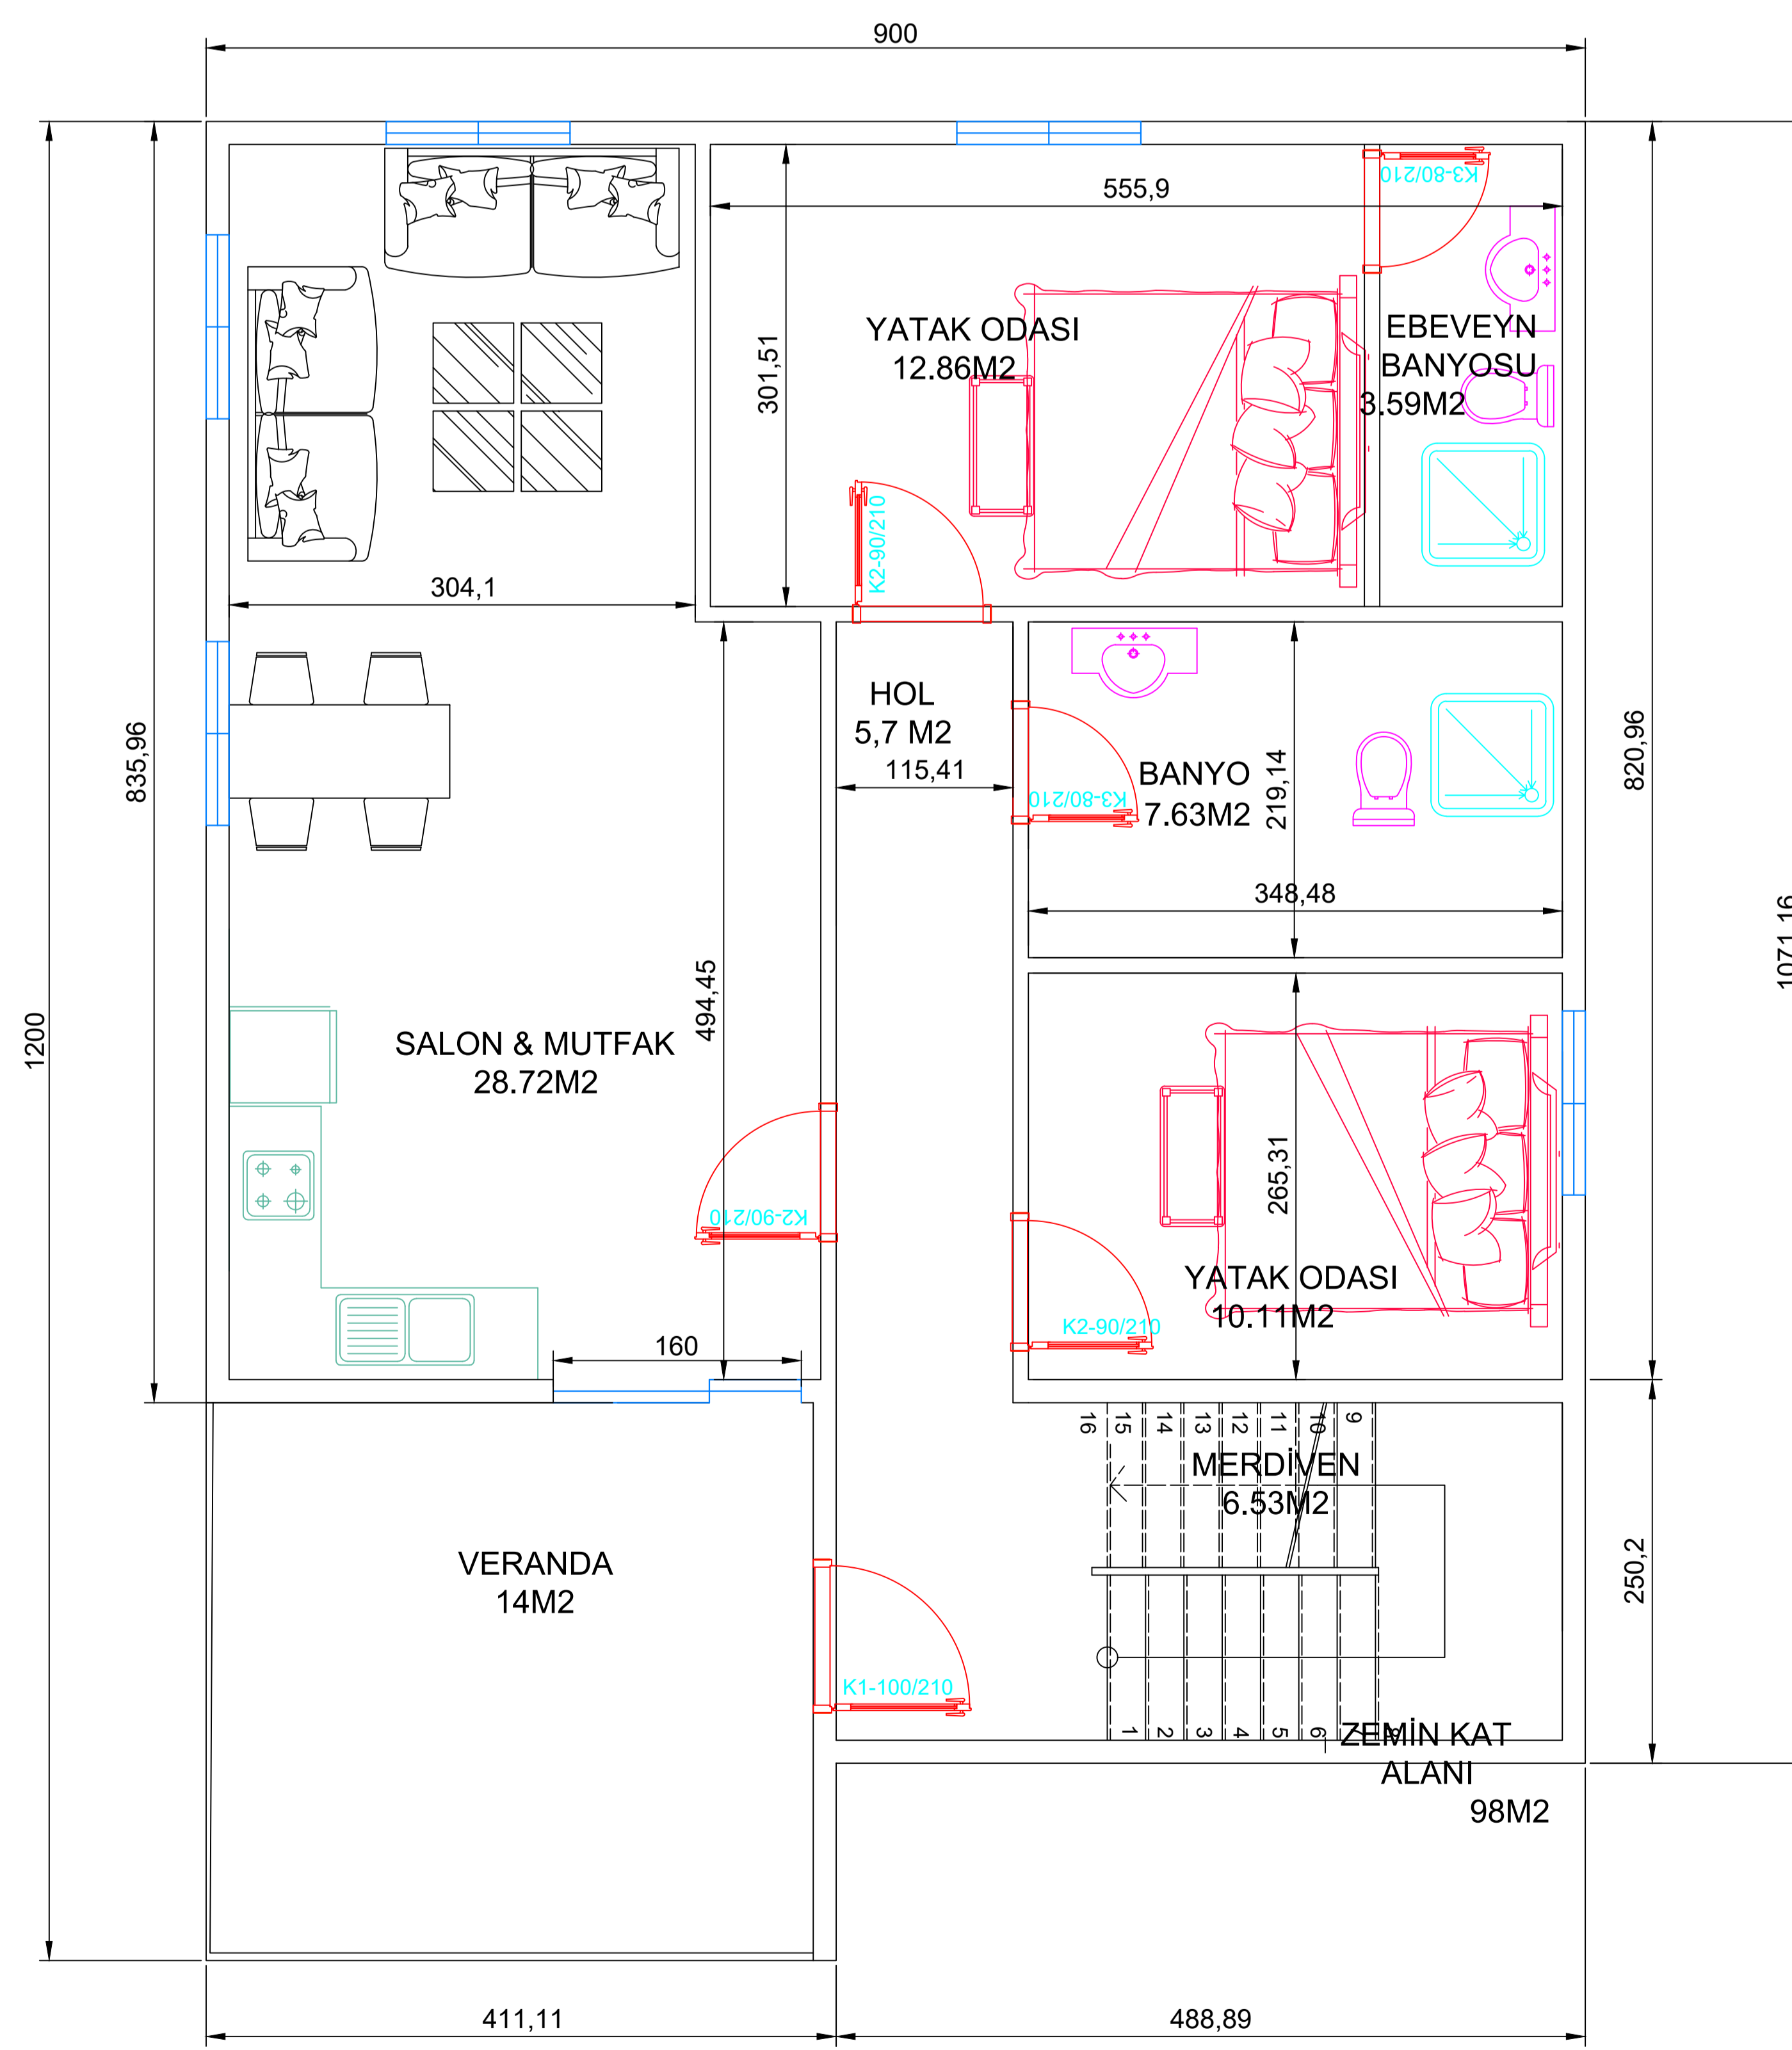 900
555,9
K3-80/210
301,51
YATAK ODASI
12.86M2
EBEVEYN
BANYOSU
3.59M2
K2-90/210
304,1
HOL
5,7 M2
115,41
BANYO
7.63M2
219,14
K3-80/210
348,48
835,96
820,96
1071,16
1200
494,45
SALON & MUTFAK
28.72M2
K2-90/210
265,31
YATAK ODASI
10.11M2
K2-90/210
160
16 15 14 13 12 11 10 9
MERDİVEN
6.53M2
250,2
VERANDA
14M2
K1-100/210
1 2 3 4 5 6 7 8
ZEMİN KAT
ALANI
98M2
411,11
488,89